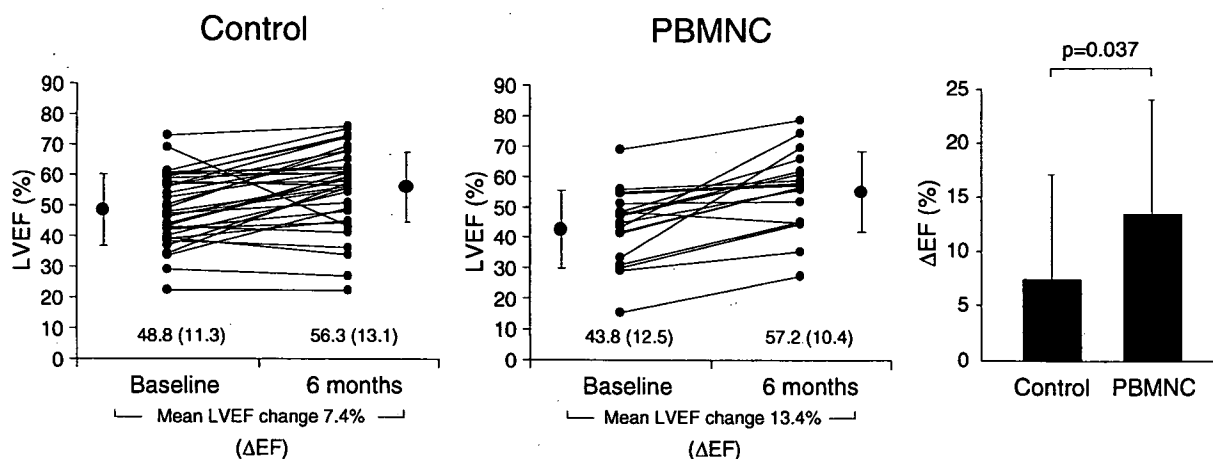 Control
LVEF (%)
90
80
70
60
50
40
30
20
10
0
48.8 (11.3)
56.3 (13.1)
Baseline
6 months
Mean LVEF change 7.4%
(ΔEF)
PBMNC
LVEF (%)
90
80
70
60
50
40
30
20
10
0
43.8 (12.5)
57.2 (10.4)
Baseline
6 months
Mean LVEF change 13.4%
(ΔEF)
p=0.037
ΔEF (%)
25
20
15
10
5
0
Control
PBMNC